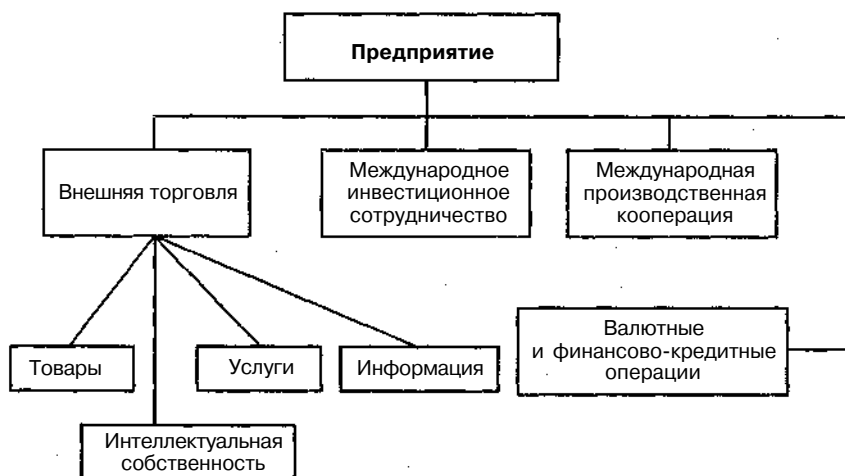 Предприятие
Внешняя торговля
Международное
инвестиционное
сотрудничество
Международная
производственная
кооперация
Товары
Услуги
Информация
Валютные
и финансово-кредитные
операции
Интеллектуальная
собственность